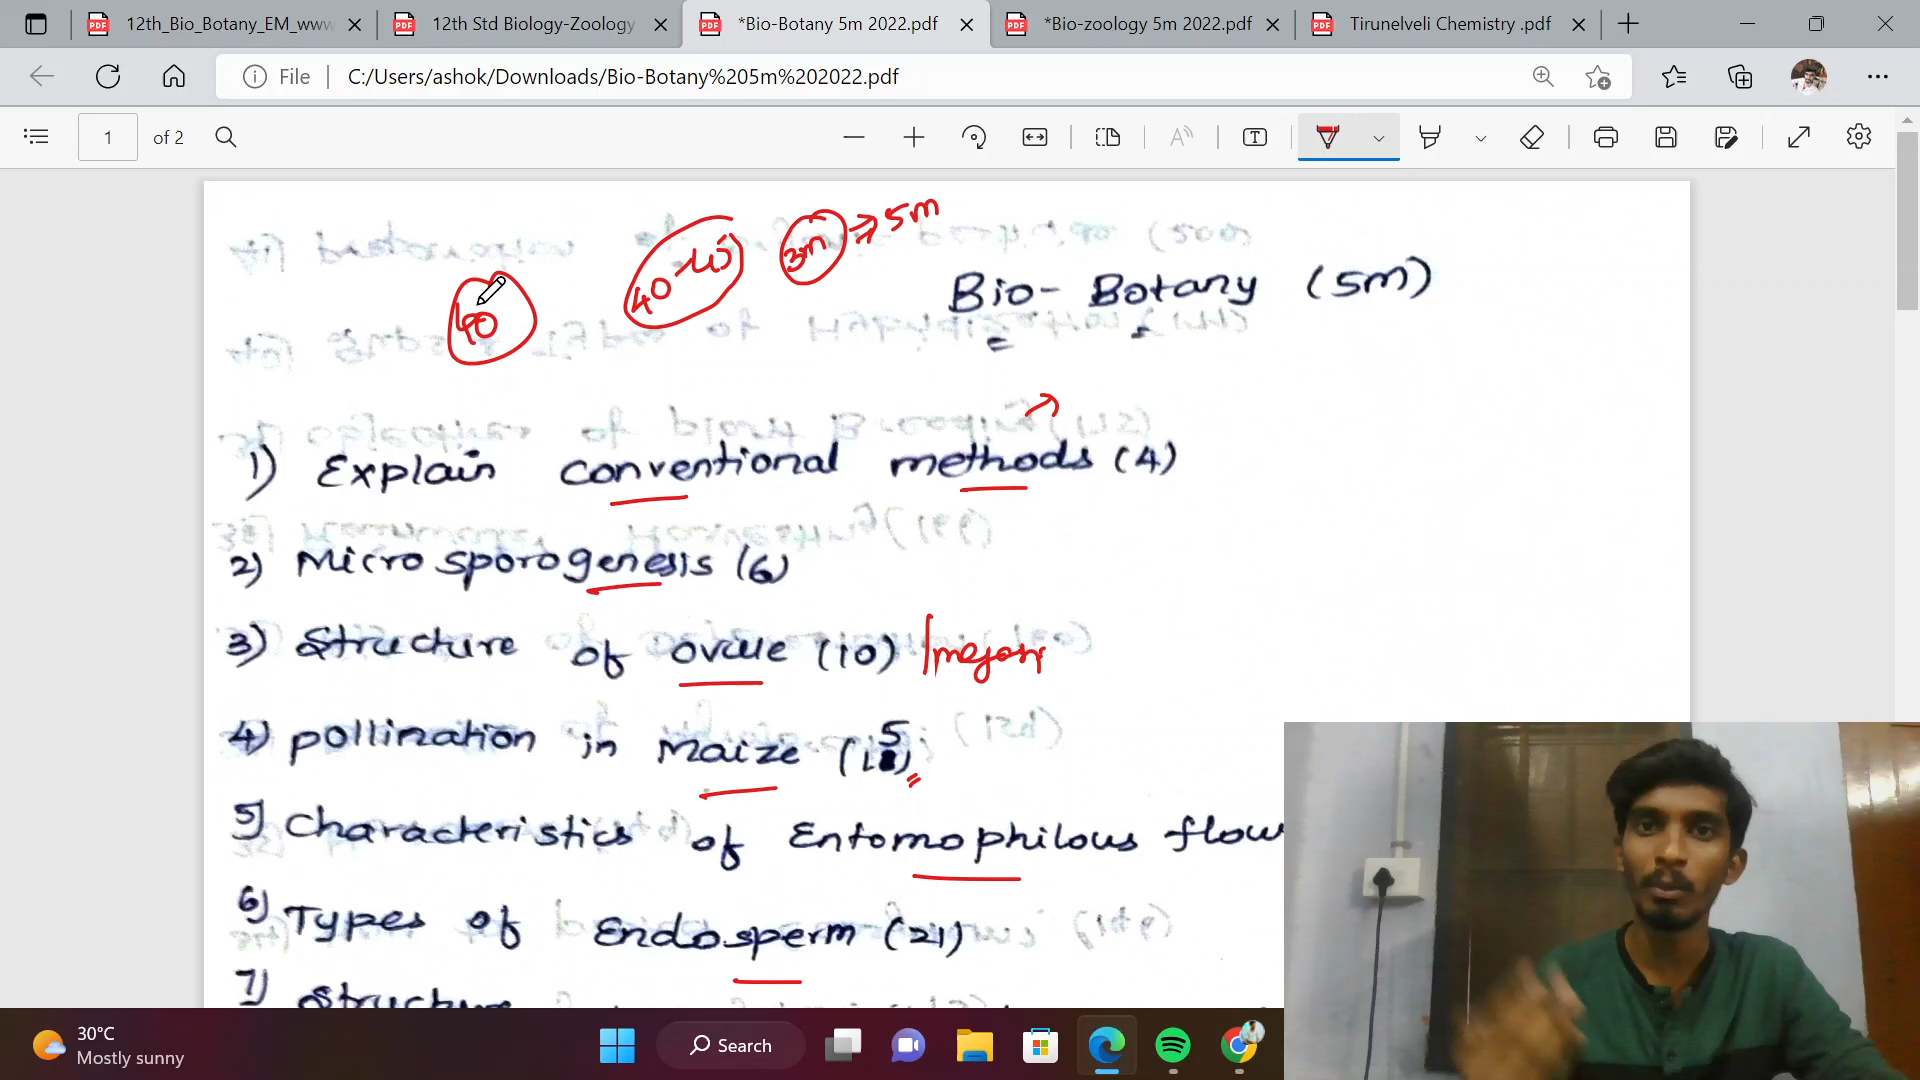 12th_Bio_Botany_EM_www
12th Std Biology-Zoology
*Bio-Botany 5m 2022.pdf
*Bio-zoology 5m 2022.pdf
Tirunelveli Chemistry .pdf
File
C:/Users/ashok/Downloads/Bio-Botany%205m%202022.pdf
1 of 2
40
40
3m => 5m
Bio- Botany (5m)
1) Explain conventional methods (4)
2) Micro sporogenesis (6)
3) Structure of ovule (10)
4) pollination in Maize (15)
5) Characteristics of Entomophilous flow
6) Types of Endosperm (21)
7) Structure
30°C
Mostly sunny
Search